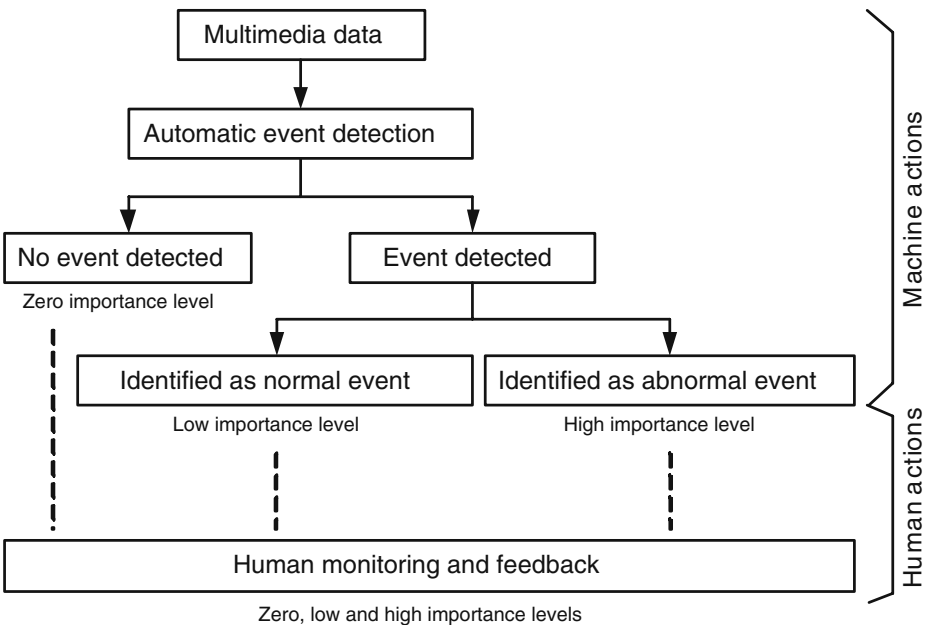 Multimedia data
Automatic event detection
No event detected
Event detected
Zero importance level
Identified as normal event
Identified as abnormal event
Low importance level
High importance level
Human monitoring and feedback
Zero, low and high importance levels
Machine actions
Human actions